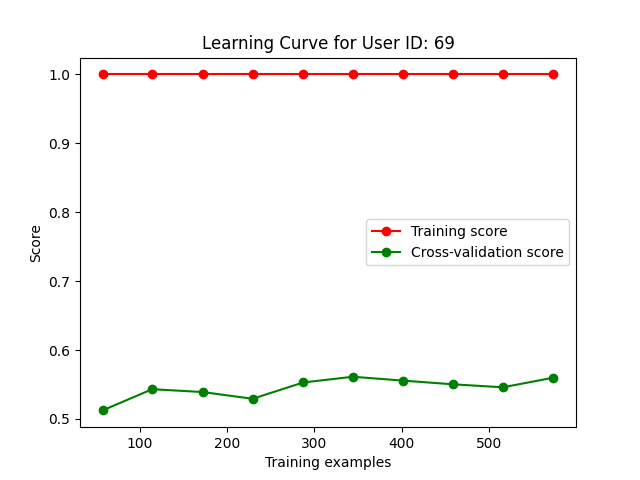 Learning Curve for User ID: 69
1.0
0.9
0.8
0.7
0.6
0.5
Score
Training score
Cross-validation score
100
200
300
400
500
Training examples